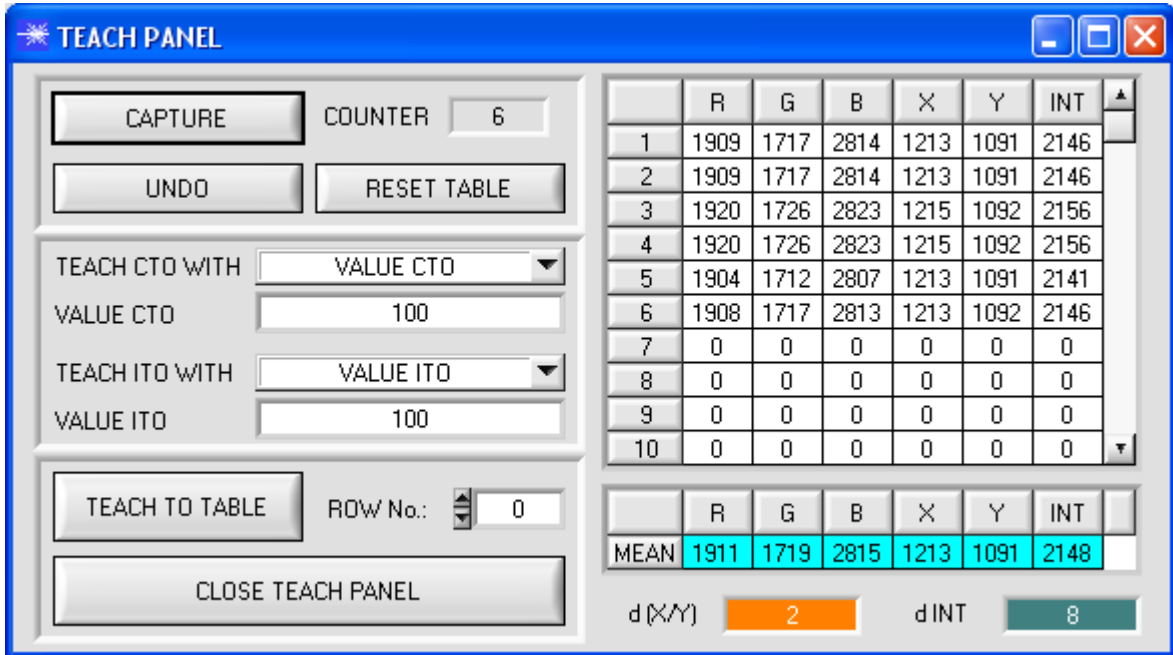 TEACH PANEL
CAPTURE COUNTER 6
UNDO RESET TABLE
TEACH CTO WITH VALUE CTO
VALUE CTO 100
TEACH ITO WITH VALUE ITO
VALUE ITO 100
TEACH TO TABLE ROW No.: 0
CLOSE TEACH PANEL
R G B X Y INT
1 1909 1717 2814 1213 1091 2146
2 1909 1717 2814 1213 1091 2146
3 1920 1726 2823 1215 1092 2156
4 1920 1726 2823 1215 1092 2156
5 1904 1712 2807 1213 1091 2141
6 1908 1717 2813 1213 1092 2146
7 0 0 0 0 0 0
8 0 0 0 0 0 0
9 0 0 0 0 0 0
10 0 0 0 0 0 0
R G B X Y INT
MEAN 1911 1719 2815 1213 1091 2148
d (X/Y) 2 d INT 8